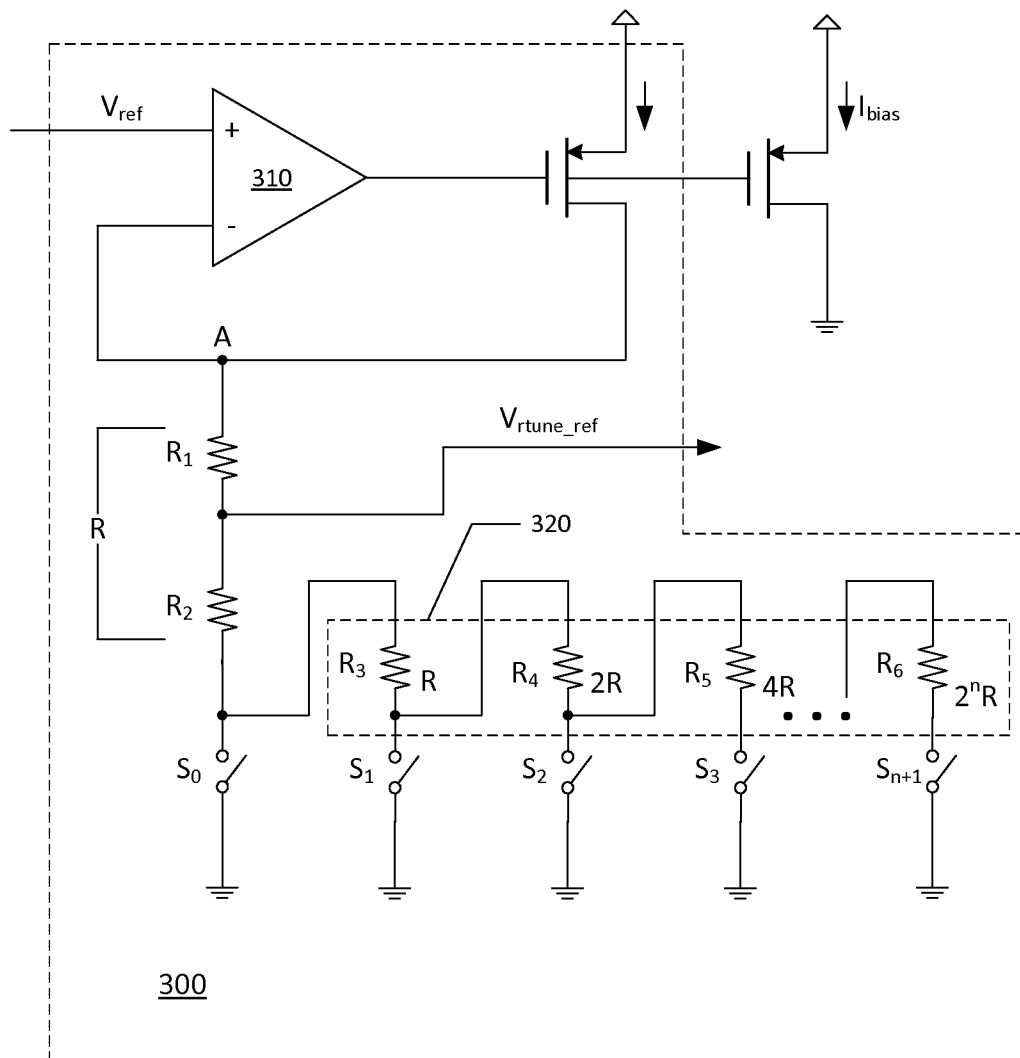 V_ref
+
I_bias
310
-
A
V_rtune_ref
R_1
R
320
R_2
R_3
R
R_4
2R
R_5
4R
• • •
R_6
2^nR
S_0
S_1
S_2
S_3
S_n+1
300